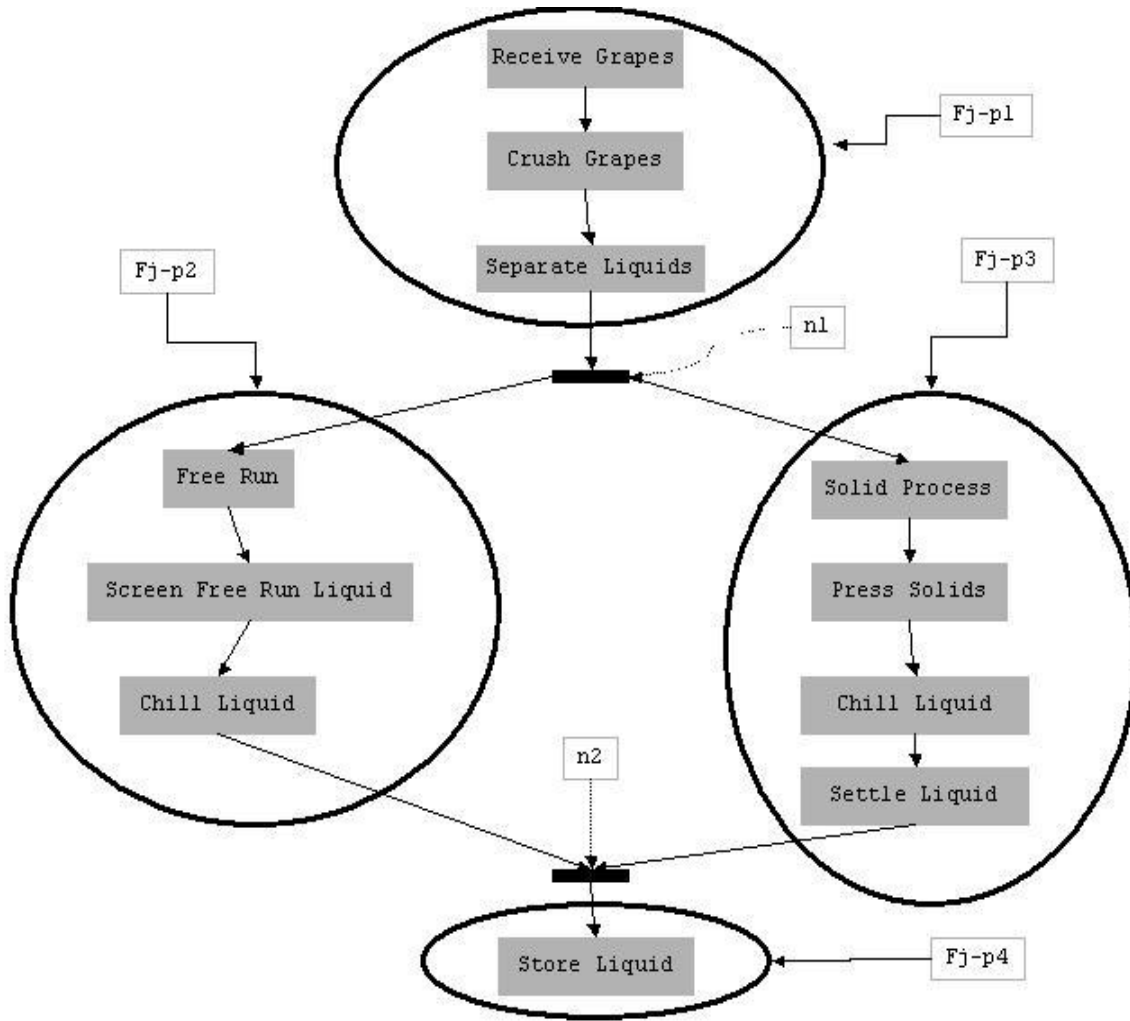 Receive Grapes
Fj-p1
Crush Grapes
Fj-p2
Separate Liquids
Fj-p3
n1
Free Run
Solid Process
Screen Free Run Liquid
Press Solids
Chill Liquid
Chill Liquid
n2
Settle Liquid
Store Liquid
Fj-p4